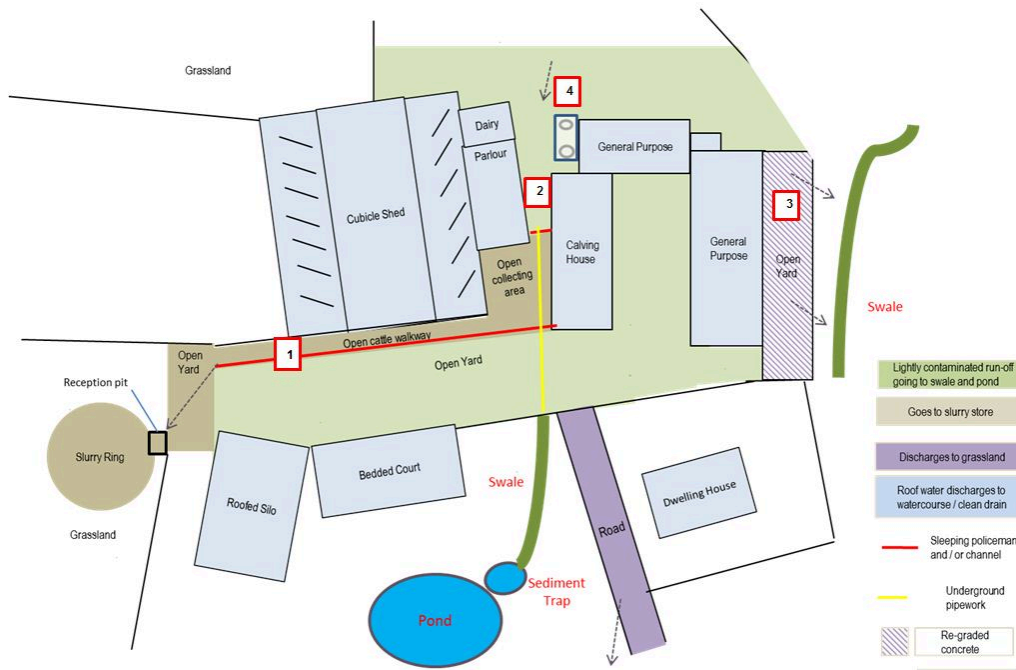 Grassland
4
Dairy
General Purpose
Parlour
2
3
Cubicle Shed
Calving
House
General
Purpose
Open
Yard
Open
collecting
area
Swale
Open cattle walkway
1
Open
Yard
Open Yard
Reception pit
Lightly contaminated run-off
going to swale and pond
Goes to slurry store
Slurry Ring
Bedded Court
Discharges to grassland
Swale
Dwelling House
Roof water discharges to
watercourse / clean drain
Roofed Silo
Grassland
Road
Sleeping policeman
and / or channel
Sediment
Trap
Underground
pipework
Pond
Re-graded
concrete